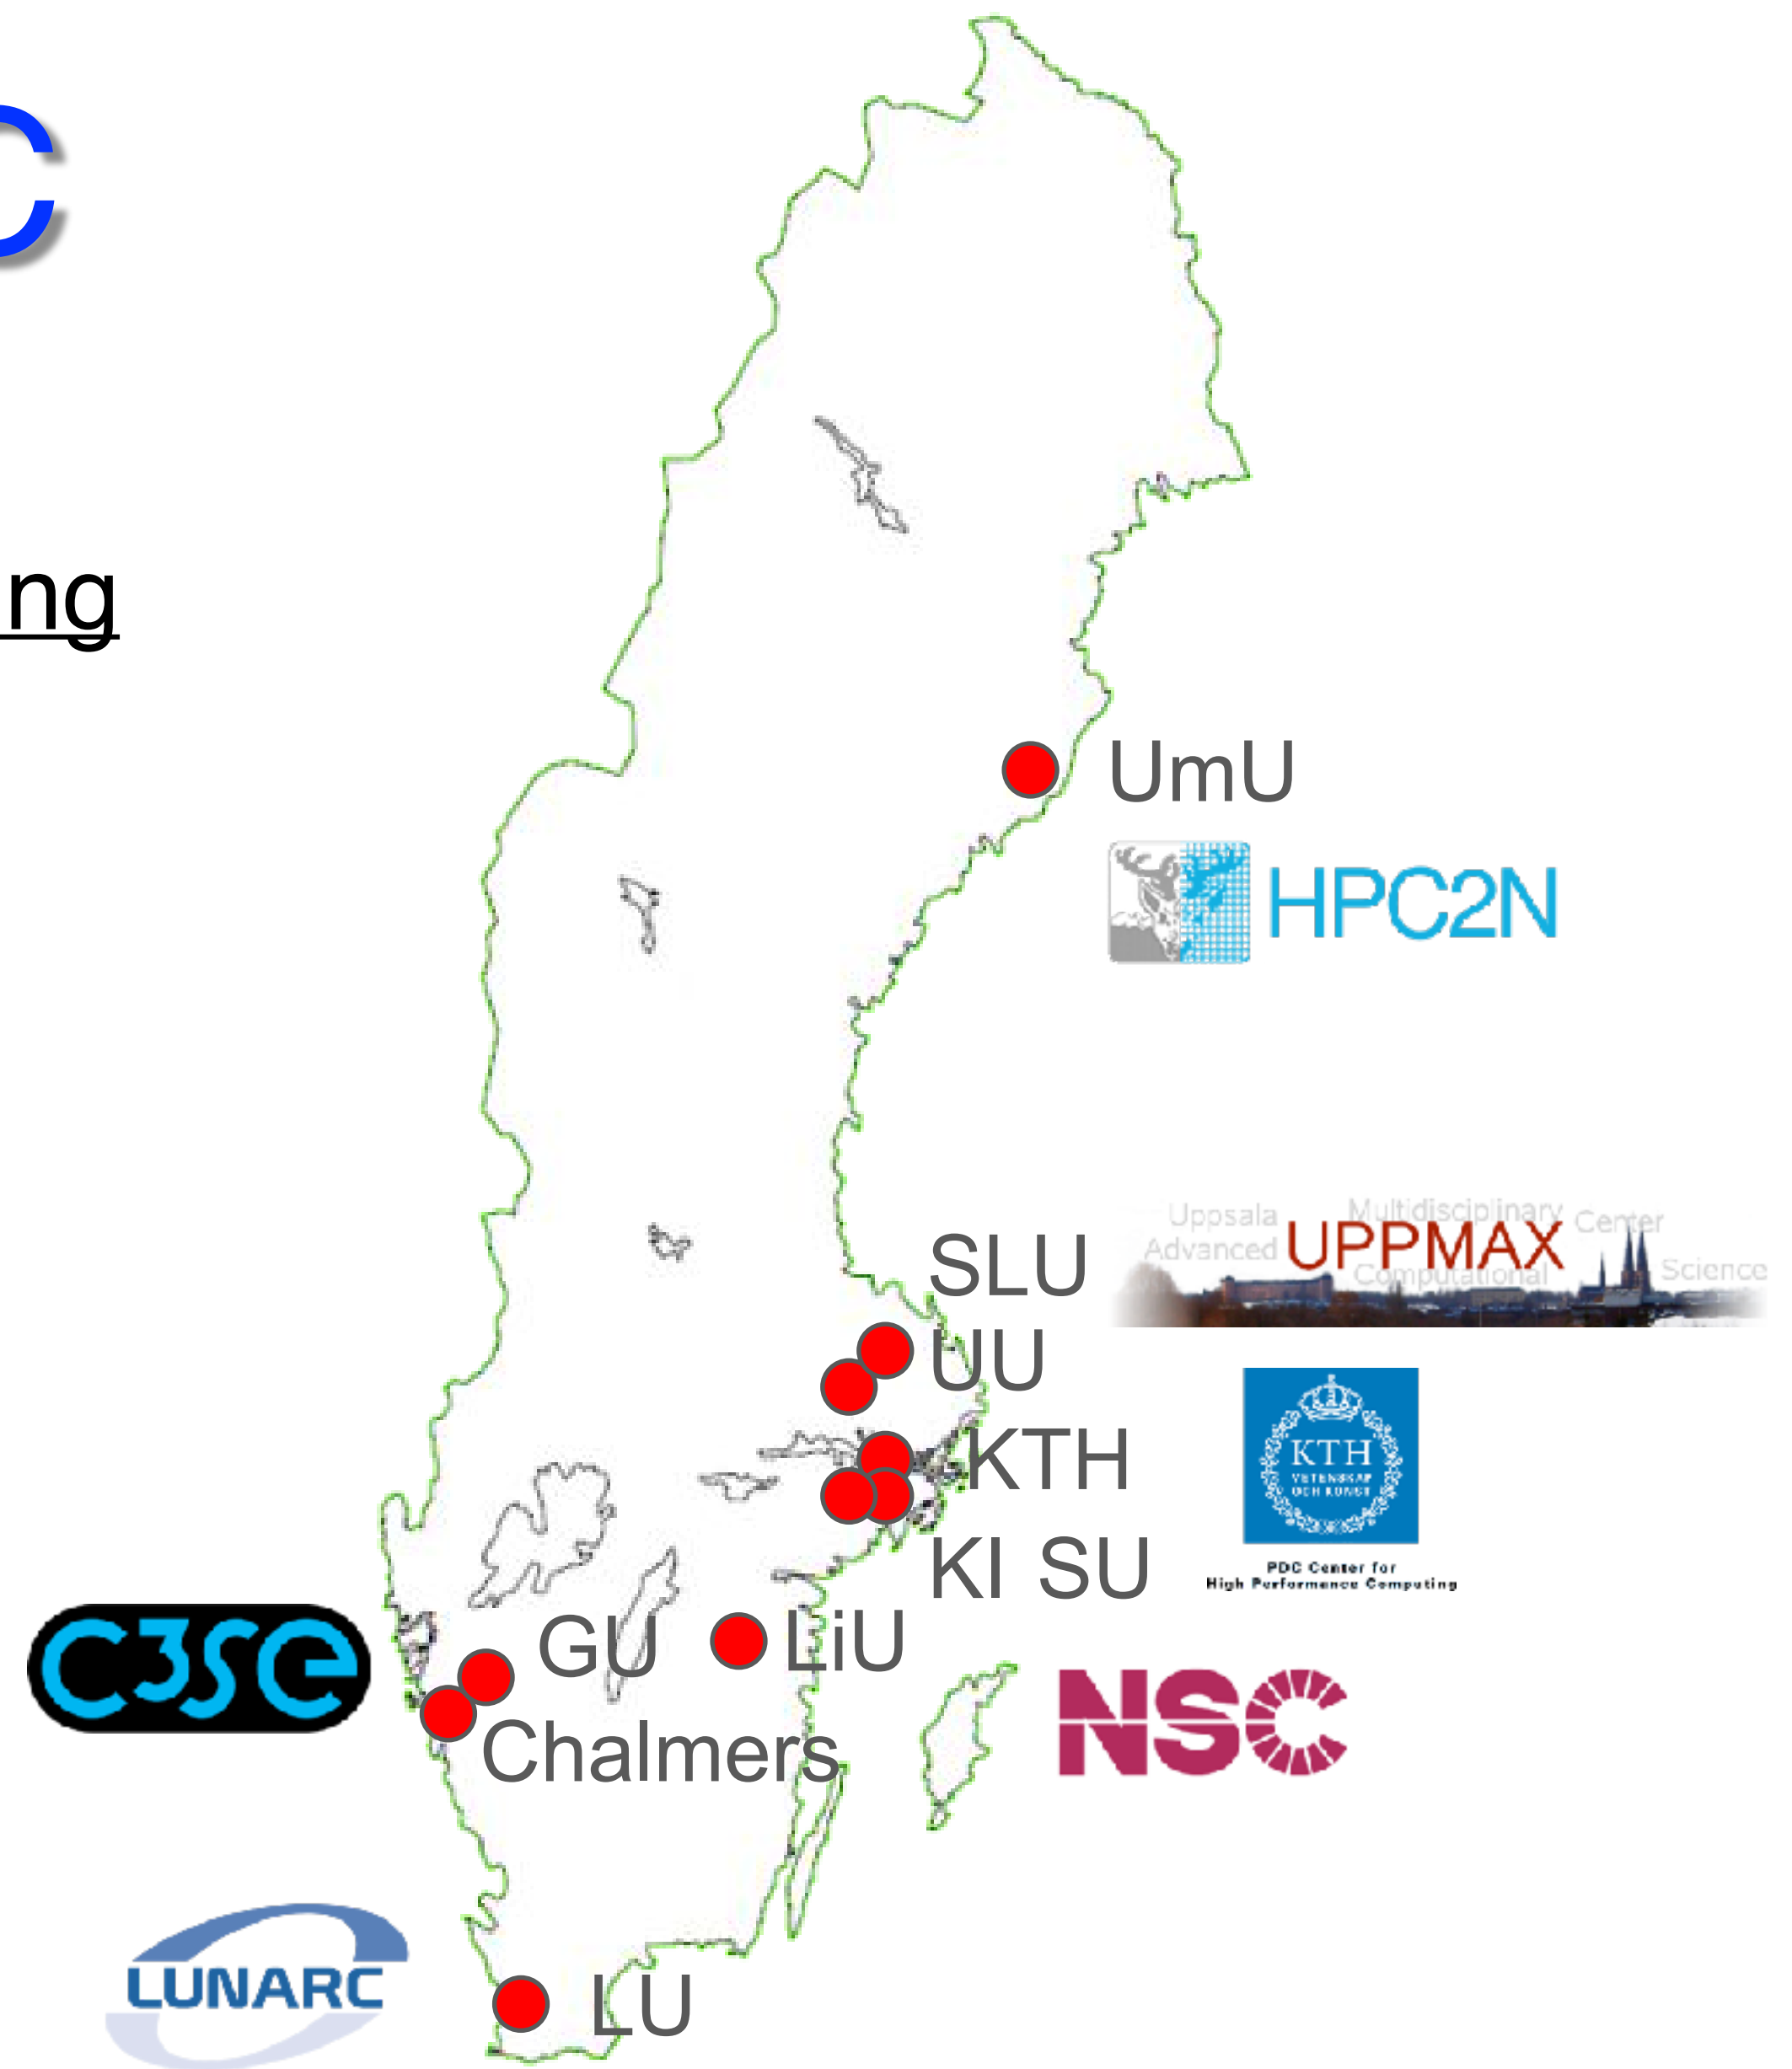 C
ng
UmU
HPC2N
Uppsala Multidisciplinary Center
Advanced UPPMAX
Computational Science
SLU
UU
KTH
KTH
VETENSKAP
OCH KONST
KI SU
PDC Center for
High Performance Computing
C3SE
GU
LiU
NSC
Chalmers
LUNARC
LU